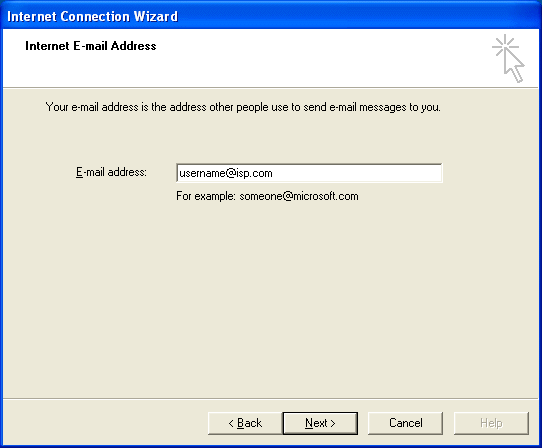 Internet Connection Wizard
Internet E-mail Address
Your e-mail address is the address other people use to send e-mail messages to you.
E-mail address: username@isp.com
For example: someone@microsoft.com
< Back Next > Cancel Help